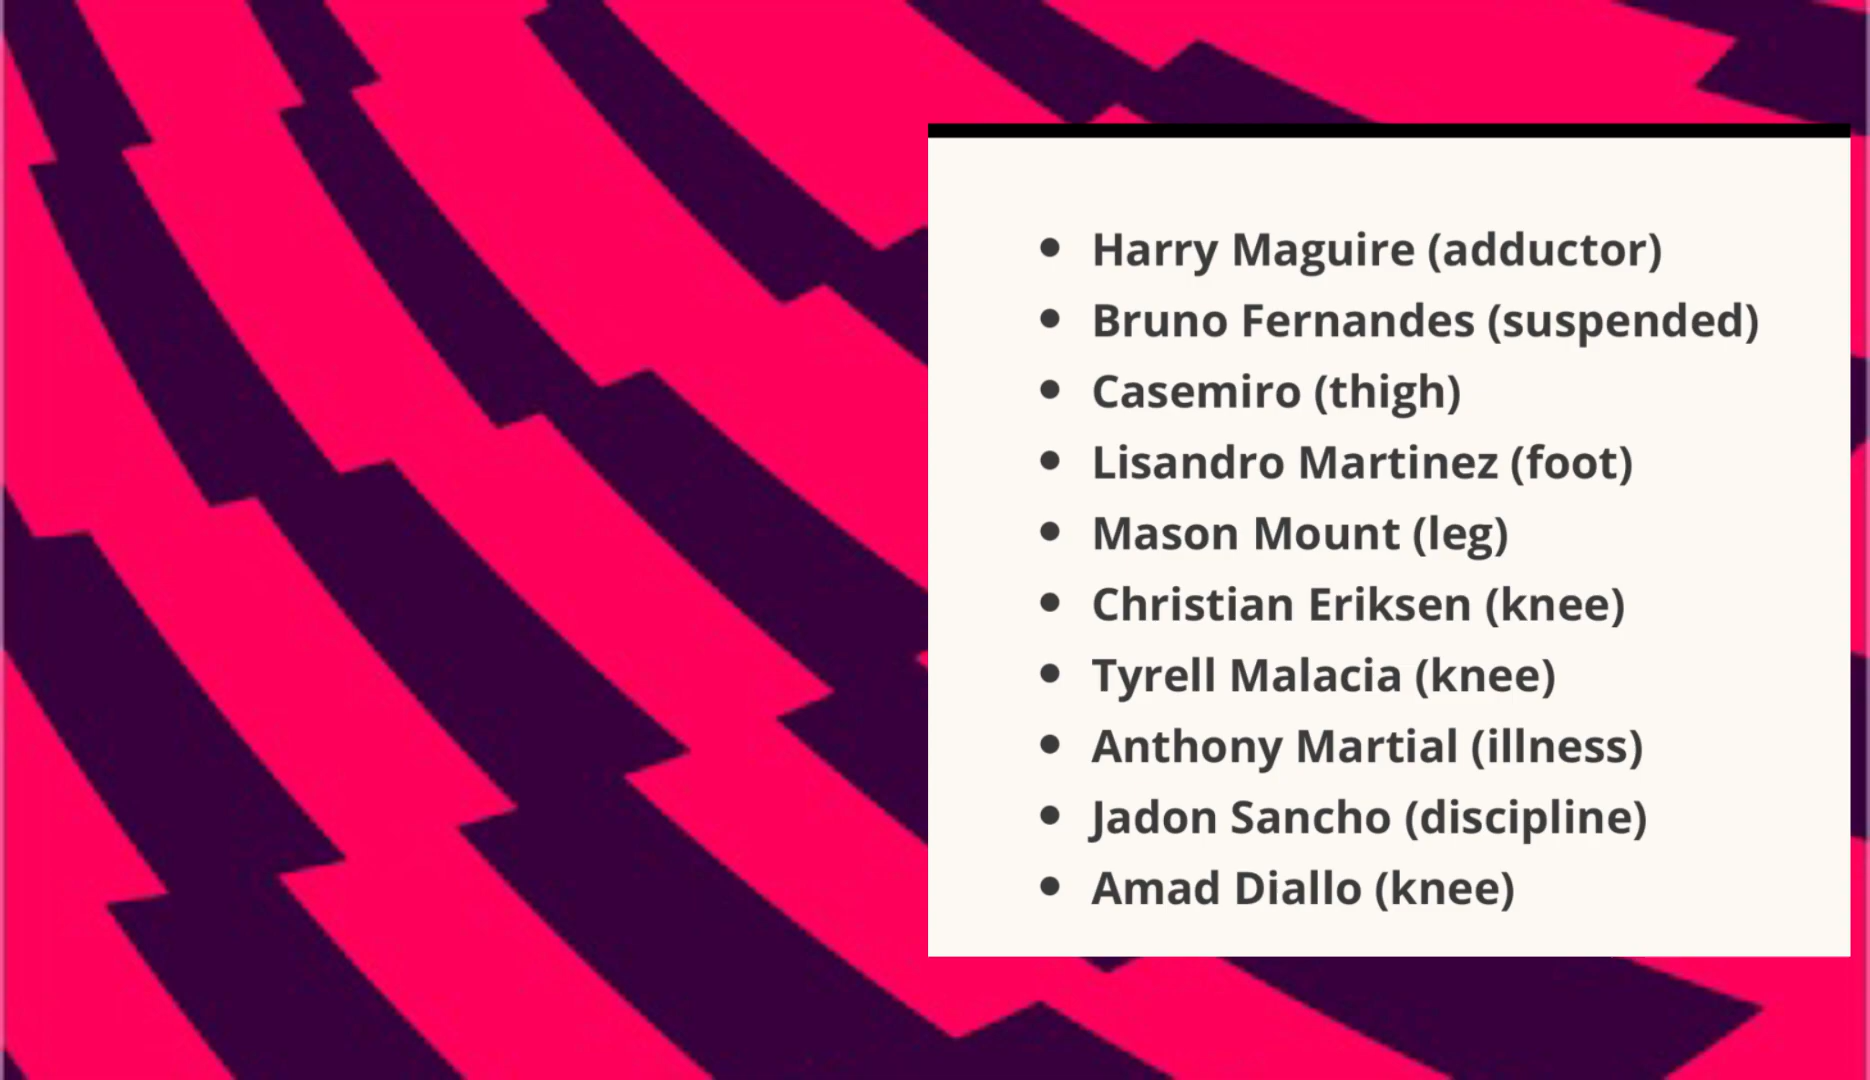 • Harry Maguire (adductor)
• Bruno Fernandes (suspended)
• Casemiro (thigh)
• Lisandro Martinez (foot)
• Mason Mount (leg)
• Christian Eriksen (knee)
• Tyrell Malacia (knee)
• Anthony Martial (illness)
• Jadon Sancho (discipline)
• Amad Diallo (knee)